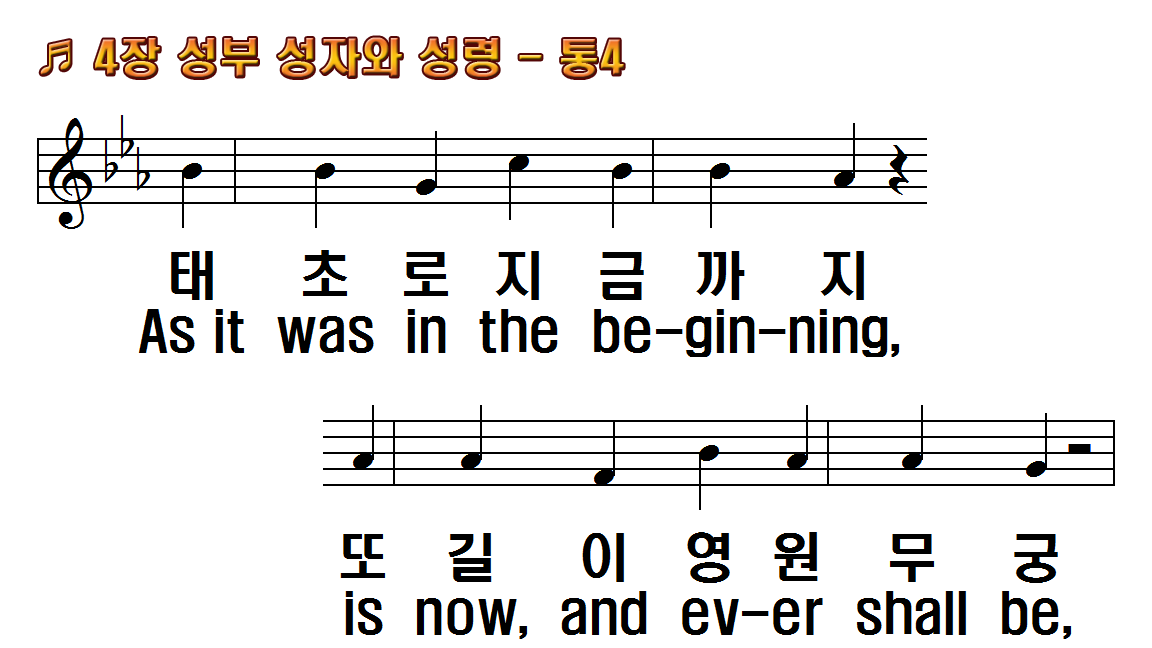 ♬ 4장 성부 성자와 성령 - 통4
태 초 로 지 금 까 지
As it was in the be-gin-ning,
또 길 이 영 원 무 궁
is now, and ev-er shall be,